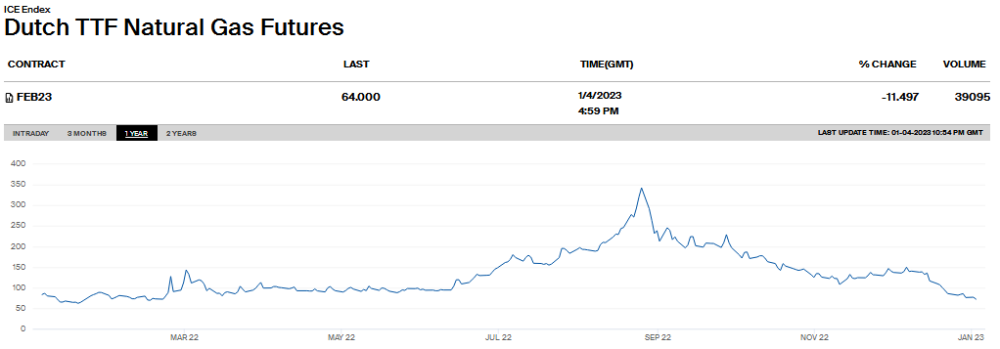 ICE Endex
Dutch TTF Natural Gas Futures
CONTRACT LAST TIME(GMT) % CHANGE VOLUME
FEB23 64.000 1/4/2023 -11.497 39095
4:59 PM
INTRADAY 3 MONTHS 1 YEAR 2 YEARS LAST UPDATE TIME: 01-04-2023 10:54 PM GMT
400
350
300
250
200
150
100
50
0
MAR 22 MAY 22 JUL 22 SEP 22 NOV 22 JAN 23